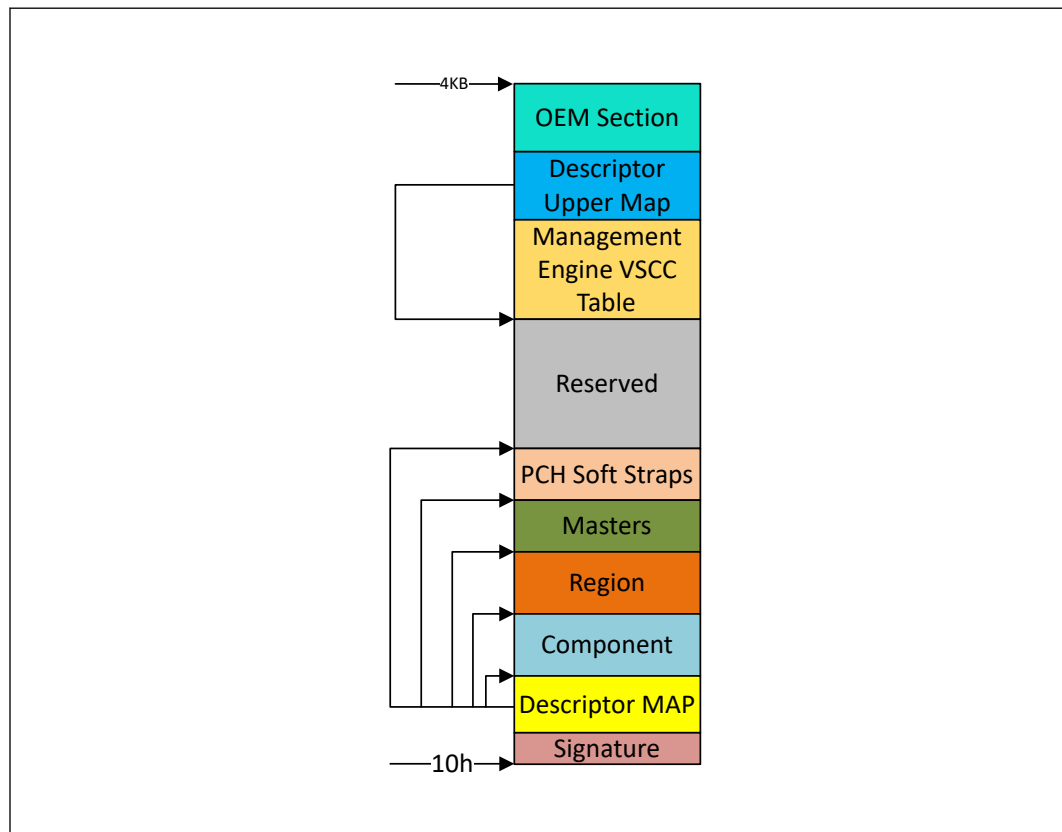 4KB
OEM Section
Descriptor
Upper Map
Management
Engine VSCC
Table
Reserved
PCH Soft Straps
Masters
Region
Component
Descriptor MAP
Signature
10h